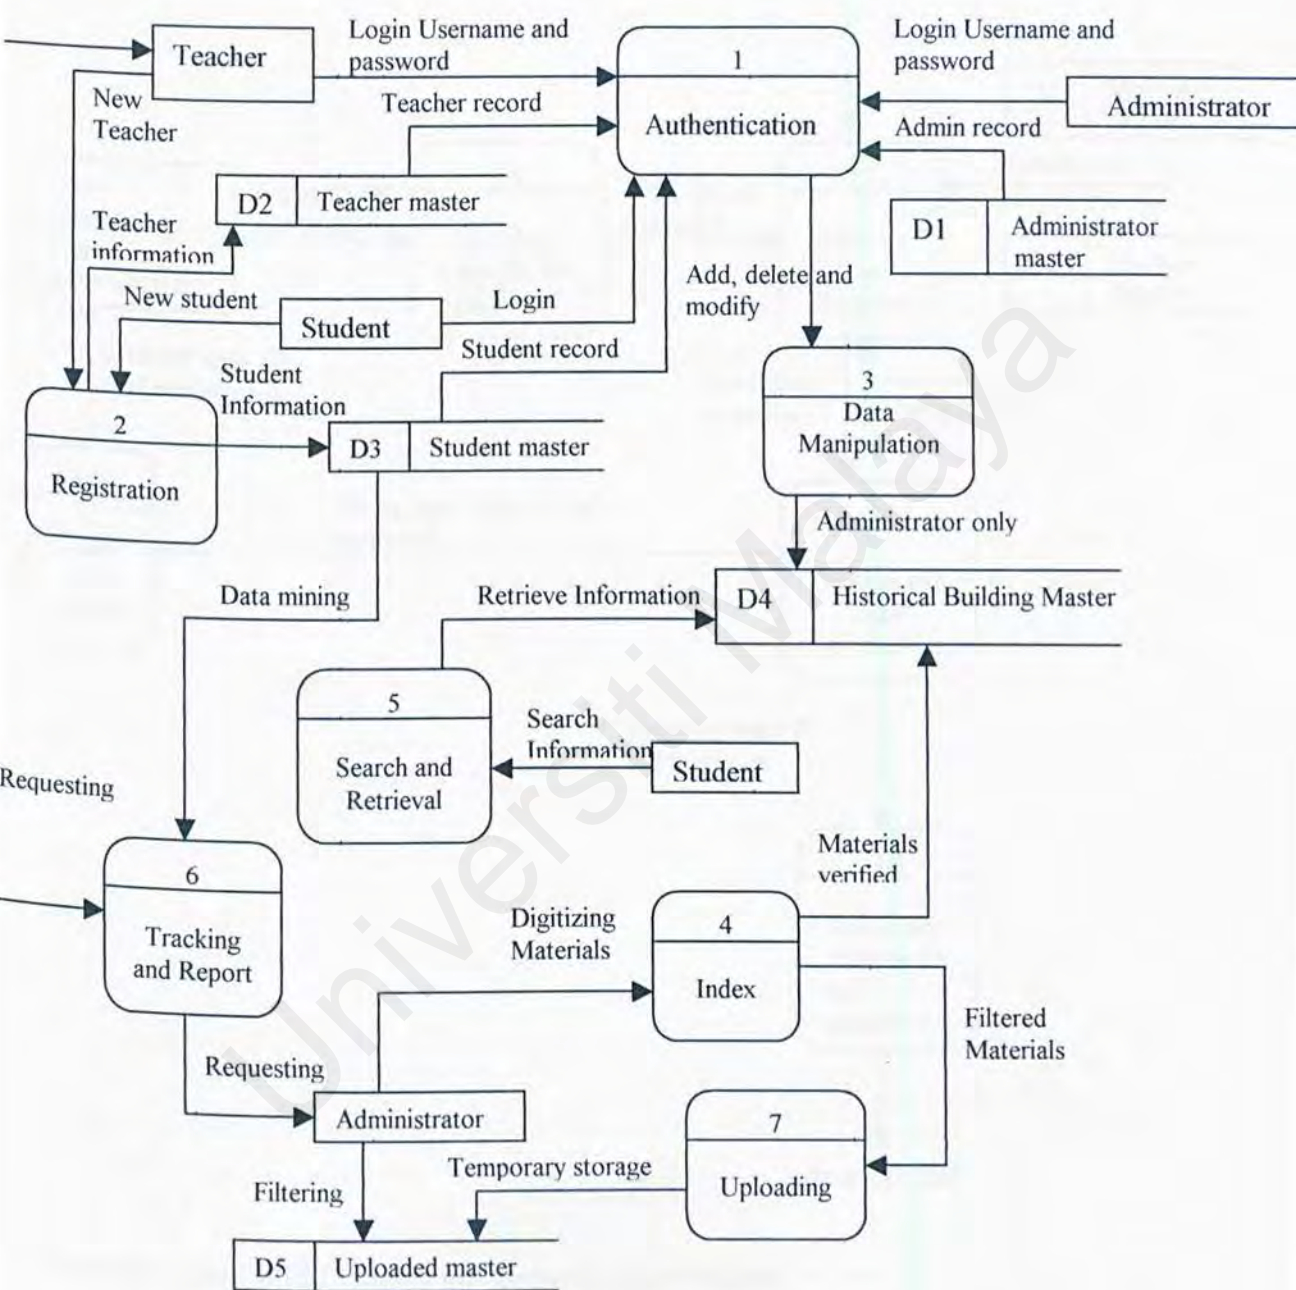 Teacher
Login Username and
password
1
Authentication
Login Username and
password
Administrator
New
Teacher
Teacher record
Admin record
D2
Teacher master
D1
Administrator
master
Teacher
information
New student
Student
Login
Add, delete and
modify
Student record
Student
Information
3
Data
Manipulation
2
Registration
D3
Student master
Administrator only
Data mining
Retrieve Information
D4
Historical Building Master
5
Search and
Retrieval
Search
Information
Student
Requesting
Materials
verified
6
Tracking
and Report
Digitizing
Materials
4
Index
Filtered
Materials
Requesting
Administrator
7
Uploading
Temporary storage
Filtering
D5
Uploaded master
Universiti Malaya